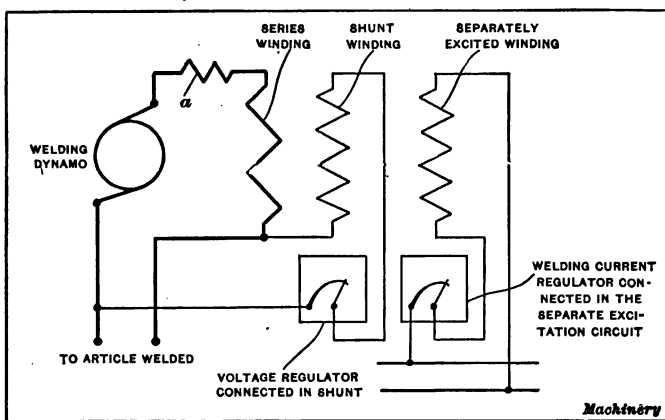 SERIES
WINDING
SHUNT
WINDING
SEPARATELY
EXCITED WINDING
a
WELDING
DYNAMO
WELDING CURRENT
REGULATOR CON-
NECTED IN THE
SEPARATE EXCI-
TATION CIRCUIT
TO ARTICLE WELDED
VOLTAGE REGULATOR
CONNECTED IN SHUNT
Machinery